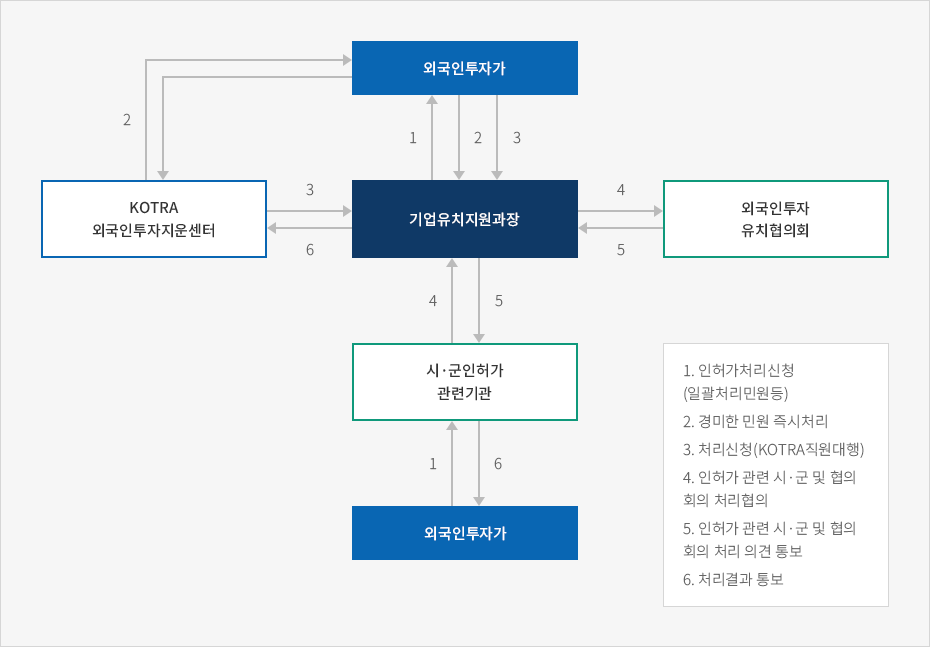 외국인투자가
2
1
2
3
KOTRA
외국인투자지운센터
3
6
기업유치지원과장
4
5
외국인투자
유치협의회
4
5
시·군인허가
관련기관
1
6
외국인투자가
1. 인허가처리신청
(일괄처리민원등)
2. 경미한 민원 즉시처리
3. 처리신청(KOTRA직원대행)
4. 인허가 관련 시·군 및 협의
회의 처리협의
5. 인허가 관련 시·군 및 협의
회의 처리 의견 통보
6. 처리결과 통보